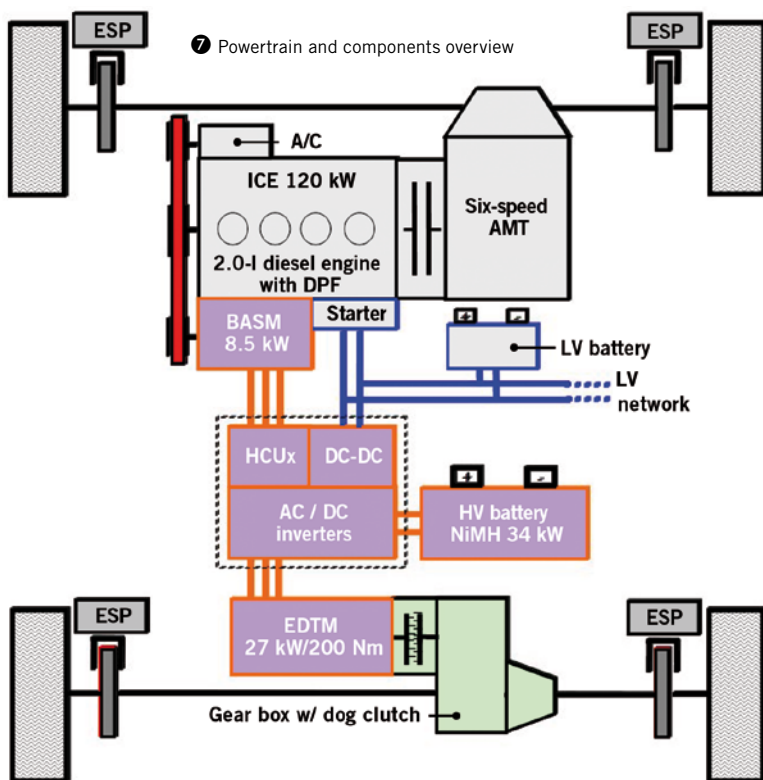 ESP
❼ Powertrain and components overview
ESP
A/C
ICE 120 kW
2.0-l diesel engine
with DPF
Six-speed
AMT
BASM
8.5 kW
Starter
+ -
LV battery
LV
network
HCUx
DC-DC
AC / DC
inverters
+ -
HV battery
NiMH 34 kW
ESP
EDTM
27 kW/200 Nm
ESP
Gear box w/ dog clutch